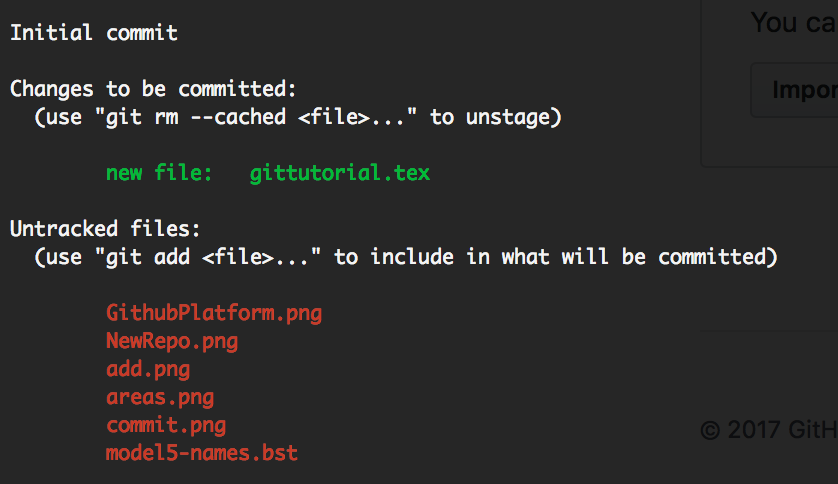 Initial commit
Changes to be committed:
(use "git rm --cached <file>..." to unstage)
new file: gittutorial.tex
Untracked files:
(use "git add <file>..." to include in what will be committed)
GithubPlatform.png
NewRepo.png
add.png
areas.png
commit.png
model5-names.bst
You ca
Impor
© 2017 GitH